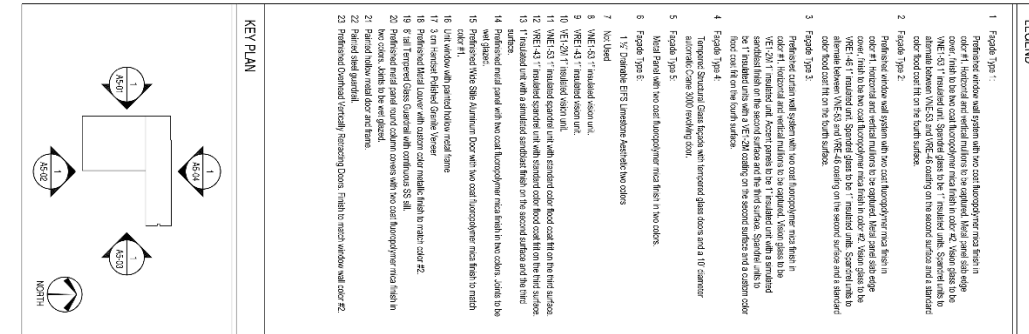 LEGEND
1 Façade Type 1:
Prefinished window wall system with two coat fluoropolymer mica finish in
color #1. Horizontal and vertical mullions to be captured. Metal panel slab edge
cover, finish to be two coat fluoropolymer mica finish in color #2. Vision glass to be
VNE1-53 1" insulated unit. Spandrel glass to be 1" insulated units. Spandrel units to
alternate between VNE-53 and VRE-46 coating on the second surface and a standard
color flood coat frit on the fourth surface.
2 Façade Type 2:
Prefinished window wall system with two coat fluoropolymer mica finish in
color #1. Horizontal and vertical mullions to be captured. Metal panel slab edge
cover, finish to be two coat fluoropolymer mica finish in color #2. Vision glass to be
VRE-46 1" insulated unit. Spandrel glass to be 1" insulated units. Spandrel units to
alternate between VNE-53 and VRE-46 coating on the second surface and a standard
color flood coat frit on the fourth surface.
3 Façade Type 3:
Prefinished curtain wall system with two coat fluoropolymer mica finish in
color #1. Horizontal and vertical mullions to be captured. Vision glass to be
VE1-2M 1" insulated unit. Accent panels to be 1" insulated unit with a simulated
sandblast finish on the second surface and the third surface. Spandrel units to
be 1" insulated units with a VE1-2M coating on the second surface and a custom color
flood coat frit on the fourth surface.
4 Façade Type 4:
Tempered Structural Glass façade with tempered glass doors and a 10' diameter
automatic Crane 3000 revolving door.
5 Façade Type 5:
Metal Panel with two coat fluoropolymer mica finish in two colors.
6 Façade Type 6:
1 ½" Drainable EIFS Limestone Aesthetic two colors
7 Not Used
8 VNE1-53 1" insulated vision unit.
9 VRE1-43 1" insulated vision unit.
10 VE1-2M 1" insulated vision unit.
11 VNE1-53 1" insulated spandrel unit with standard color flood coat frit on the third surface.
12 VRE1-43 1" insulated spandrel unit with standard color flood coat frit on the third surface.
13 1" insulated unit with a simulated sandblast finish on the second surface and the third
surface
14 Prefinished metal panel with two coat fluoropolymer mica finish in two colors. Joints to be
wet glazed.
15 Prefinished Wide Stile Aluminum Door with two coat fluoropolymer mica finish to match
color #1.
16 Unit window with painted hollow metal frame
17 3 cm Handset Polished Granite Veneer
18 Prefinished Metal Louver with custom color metallic finish to match color #2.
19 8' tall Tempered Glass Guardrail with continuous SS sill.
20 Prefinished metal panel round column covers with two coat fluoropolymer mica finish in
two colors. Joints to be wet glazed.
21 Painted hollow metal door and frame.
22 Painted steel guardrail.
23 Prefinished Overhead Vertically Retracting Doors. Finish to match window wall color #2.
KEY PLAN
1
A5-04
1
A5-01
1
A5-03
1
A5-02
NORTH